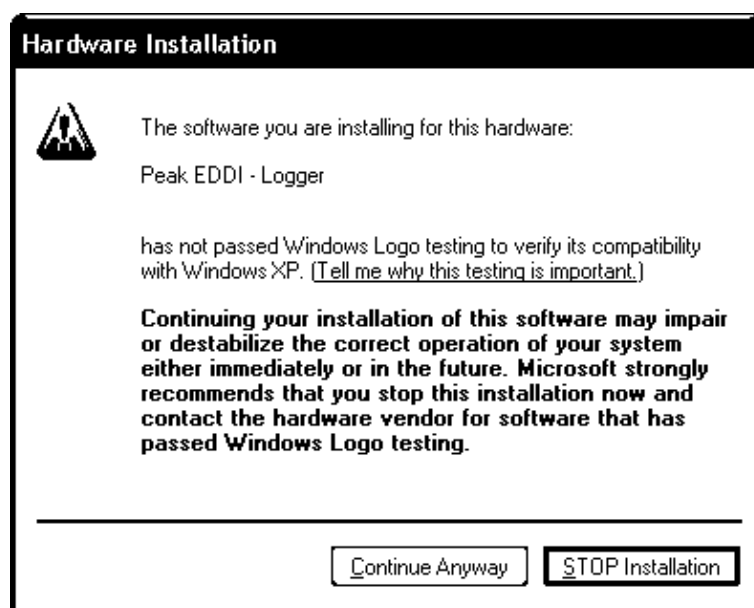 Hardware Installation
The software you are installing for this hardware:
Peak EDDI - Logger
has not passed Windows Logo testing to verify its compatibility
with Windows XP. (Tell me why this testing is important.)
Continuing your installation of this software may impair
or destabilize the correct operation of your system
either immediately or in the future. Microsoft strongly
recommends that you stop this installation now and
contact the hardware vendor for software that has
passed Windows Logo testing.
Continue Anyway STOP Installation